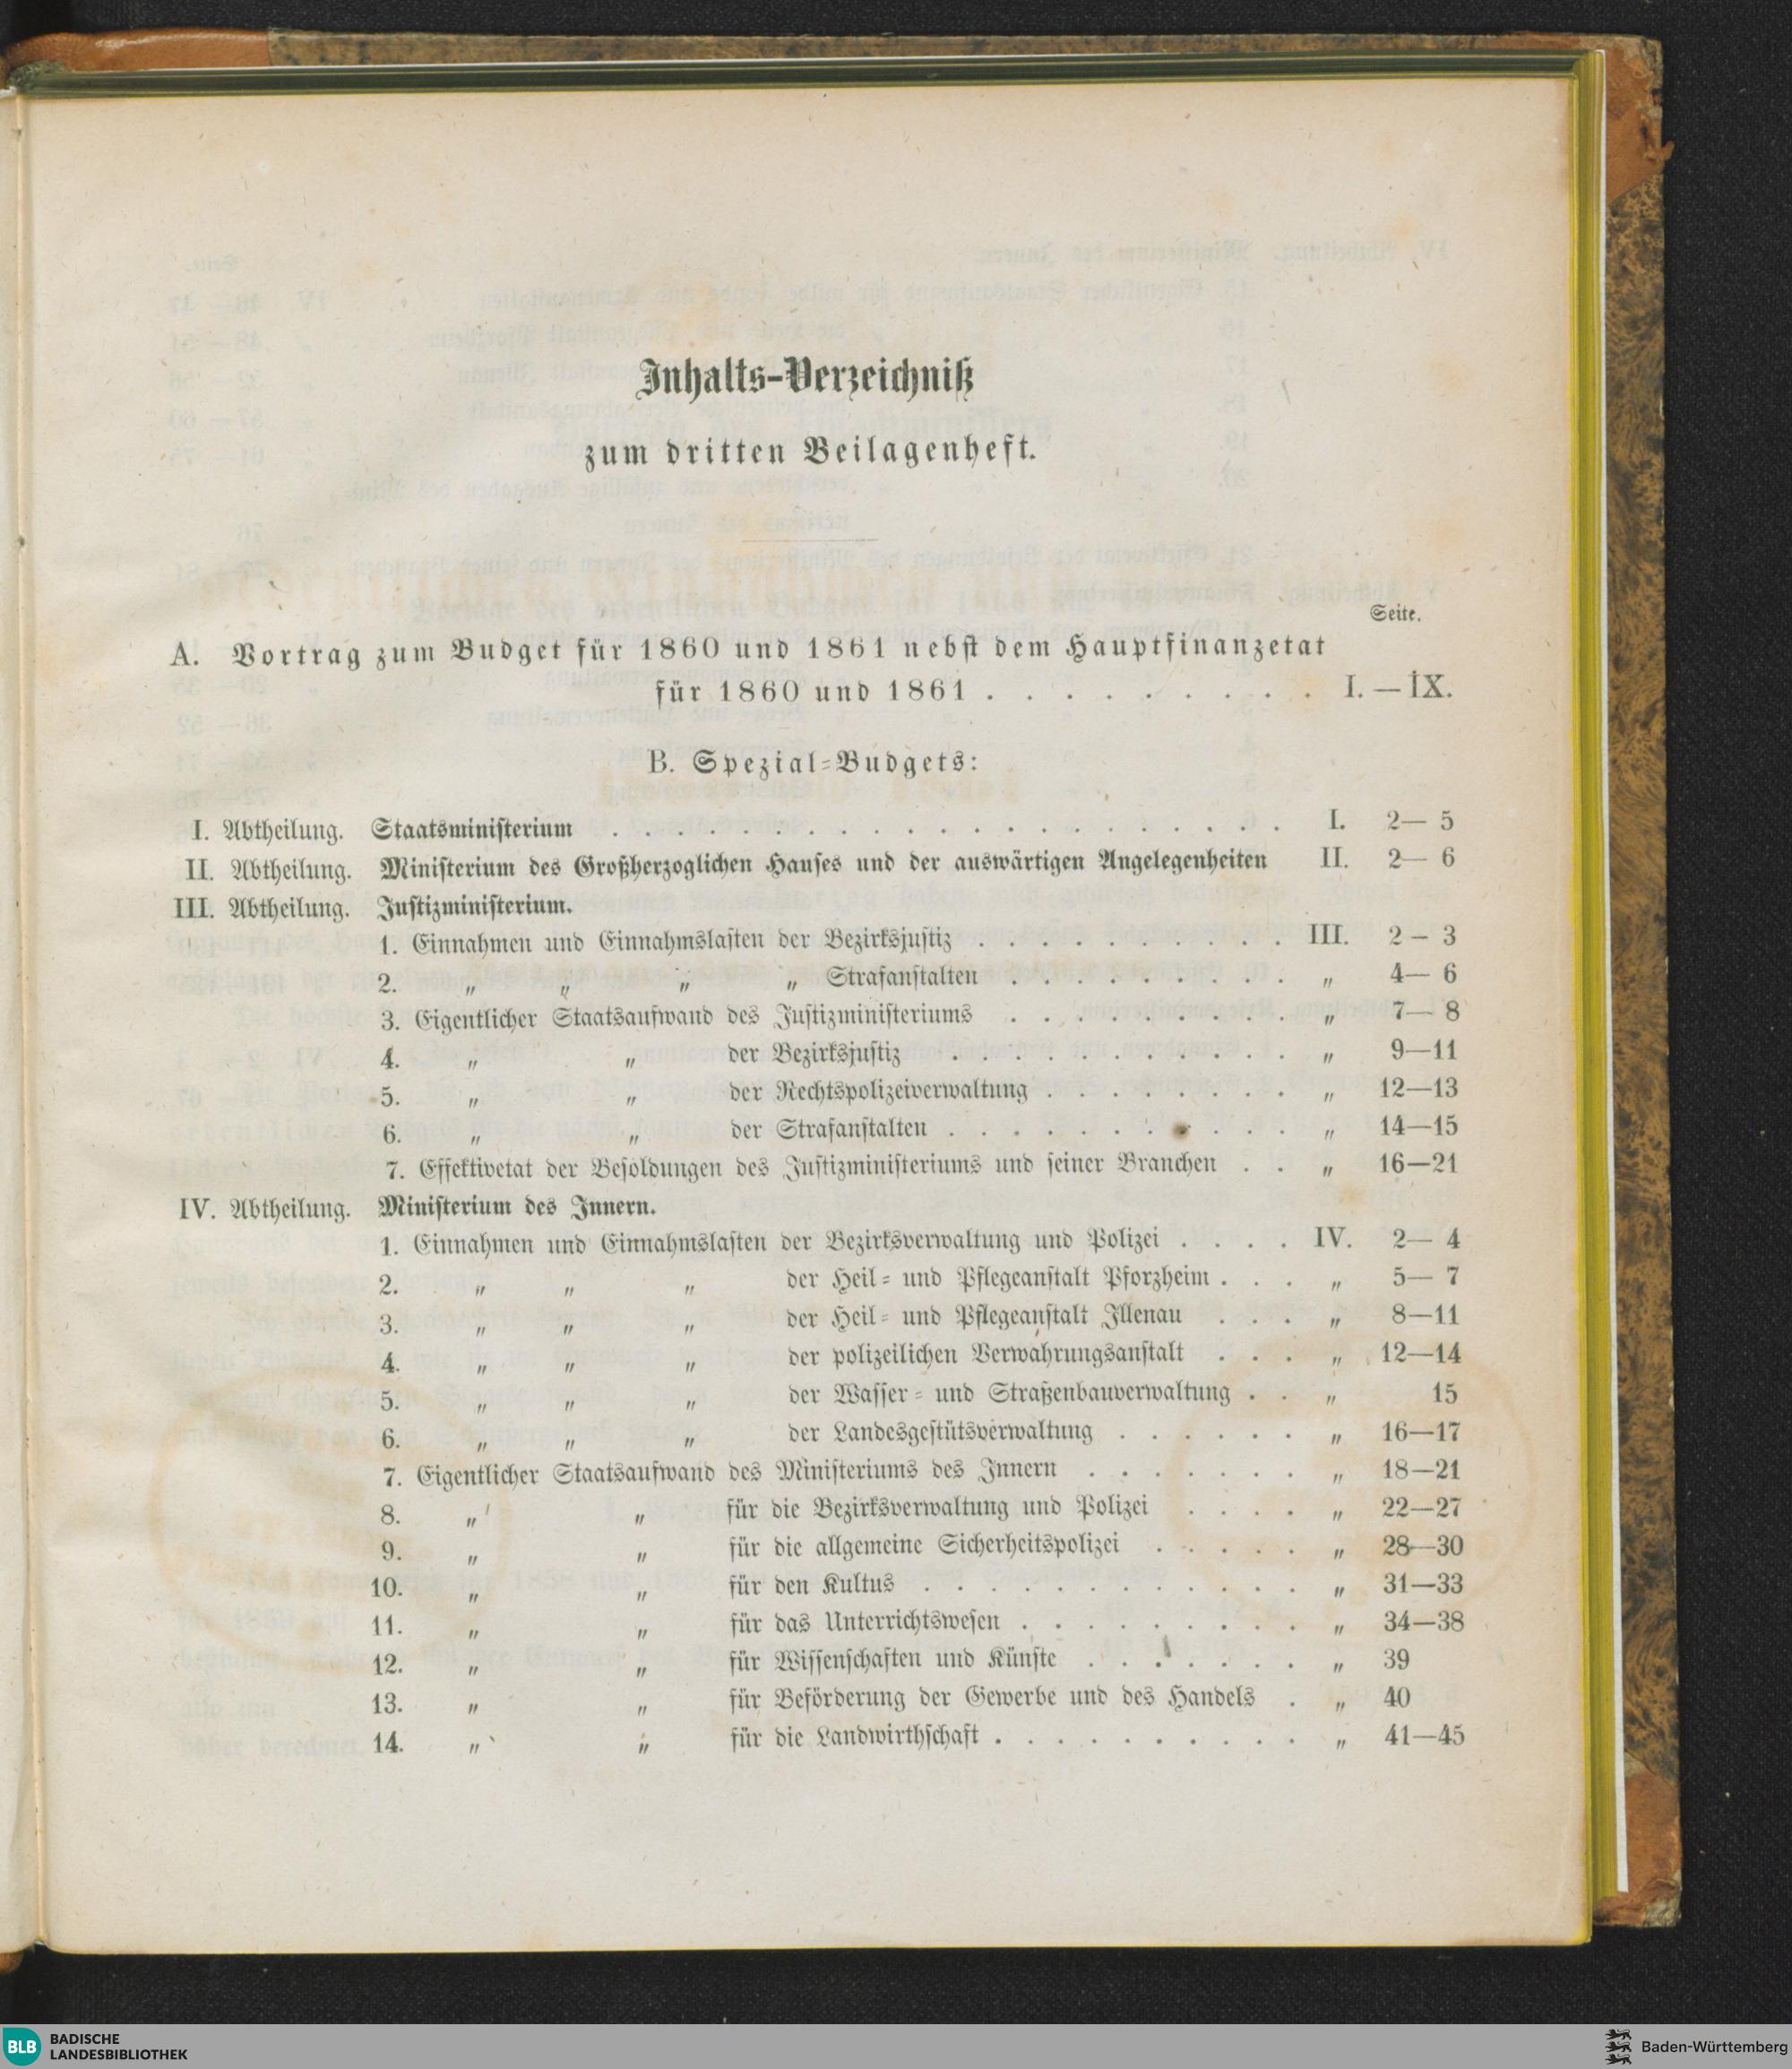 Inhalts-Verzeichniß
zum dritten Beilagenheft.
Seite.
A. Vortrag zum Budget für 1860 und 1861 nebst dem Hauptfinanzetat
für 1860 und 1861 . . . . . . . . . . I. — IX.
B. Spezial-Budgets:
I. Abtheilung. Staatsministerium . . . . . . . . . . . . . . . . . . . . . I. 2— 5
II. Abtheilung. Ministerium des Großherzoglichen Hauses und der auswärtigen Angelegenheiten II. 2— 6
III. Abtheilung. Justizministerium.
1. Einnahmen und Einnahmslasten der Bezirksjustiz . . . . . . . . . . III. 2 – 3
2. „ „ „ „ Strafanstalten . . . . . . . . . „ 4— 6
3. Eigentlicher Staatsaufwand des Justizministeriums . . . . . . . . . „ 7— 8
4. „ „ der Bezirksjustiz . . . . . . . . . . . „ 9—11
5. „ „ der Rechtspolizeiverwaltung . . . . . . . . „ 12—13
6. „ „ der Strafanstalten . . . . . . . . . . . „ 14—15
7. Effektivetat der Besoldungen des Justizministeriums und seiner Branchen . . „ 16—21
IV. Abtheilung. Ministerium des Innern.
1. Einnahmen und Einnahmslasten der Bezirksverwaltung und Polizei . . . . IV. 2— 4
2. „ „ „ der Heil- und Pflegeanstalt Pforzheim . . . „ 5— 7
3. „ „ „ der Heil- und Pflegeanstalt Illenau . . . „ 8—11
4. „ „ „ der polizeilichen Verwahrungsanstalt . . . „ 12—14
5. „ „ „ der Wasser- und Straßenbauverwaltung . . „ 15
6. „ „ „ der Landesgestütsverwaltung . . . . . . „ 16—17
7. Eigentlicher Staatsaufwand des Ministeriums des Innern . . . . . . . „ 18—21
8. „ „ für die Bezirksverwaltung und Polizei . . . . „ 22—27
9. „ „ für die allgemeine Sicherheitspolizei . . . . . „ 28—30
10. „ „ für den Kultus . . . . . . . . . . . . „ 31—33
11. „ „ für das Unterrichtswesen . . . . . . . . . „ 34—38
12. „ „ für Wissenschaften und Künste . . . . . . . „ 39
13. „ „ für Beförderung der Gewerbe und des Handels . „ 40
14. „ „ für die Landwirthschaft . . . . . . . . . . „ 41—45
BLB BADISCHE
LANDESBIBLIOTHEK
Baden-Württemberg